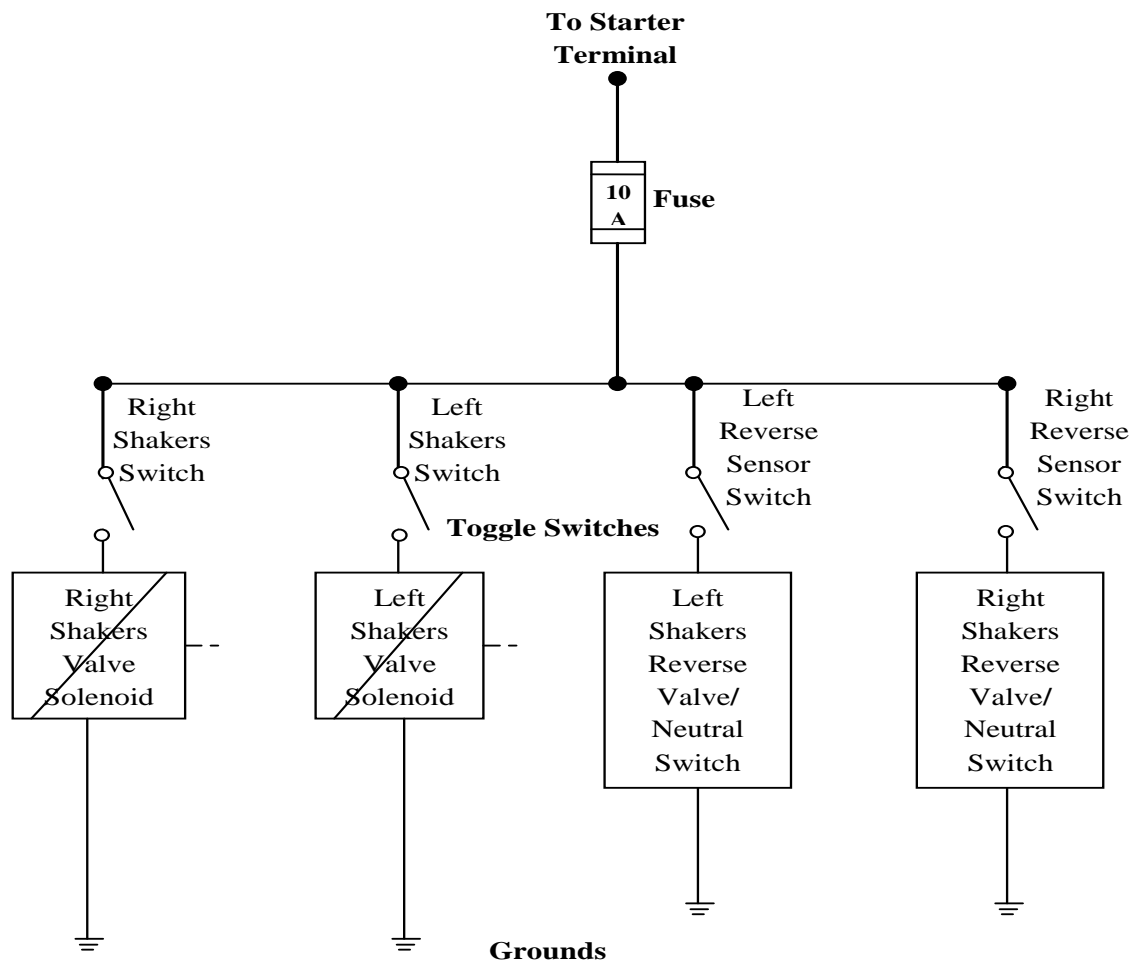 To Starter
Terminal
10
A
Fuse
Right
Shakers
Switch
Left
Shakers
Switch
Left
Reverse
Sensor
Switch
Right
Reverse
Sensor
Switch
Toggle Switches
Right
Shakers
Valve
Solenoid
Left
Shakers
Valve
Solenoid
Left
Shakers
Reverse
Valve/
Neutral
Switch
Right
Shakers
Reverse
Valve/
Neutral
Switch
Grounds